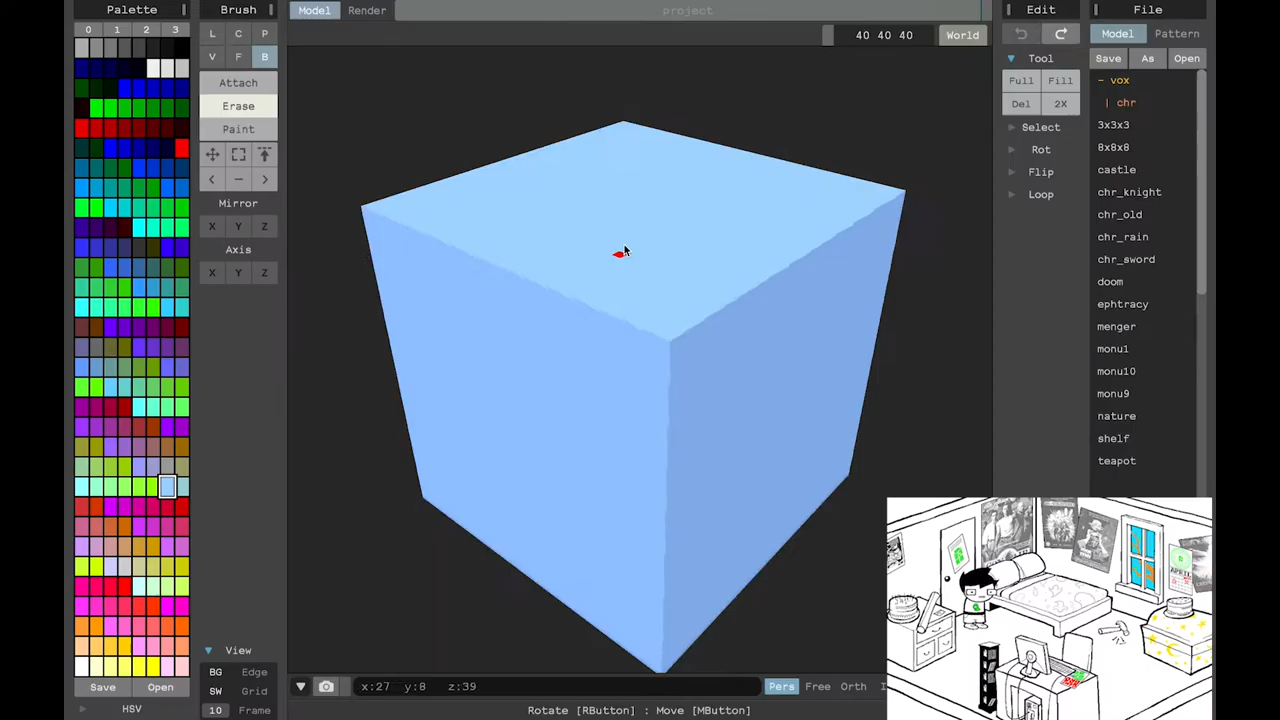 Palette
Brush
Model Render
project
Edit
File
0 1 2 3
L C P
V F B
Attach
Erase
Paint
< − >
Mirror
X Y Z
Axis
X Y Z
View
BG Edge
SW Grid
10 Frame
Save Open
HSV
40 40 40 World
Tool
Full Fill
Del 2X
Select
Rot
Flip
Loop
Model Pattern
Save As Open
− vox
| chr
3x3x3
8x8x8
castle
chr_knight
chr_old
chr_rain
chr_sword
doom
ephtracy
menger
monu1
monu10
monu9
nature
shelf
teapot
APRIL
x:27 y:8 z:39
Pers Free Orth
Rotate [RButton] : Move [MButton]